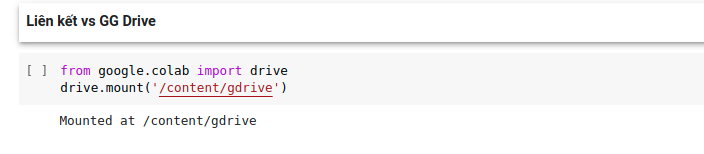 Liên kết vs GG Drive
[ ] from google.colab import drive
drive.mount('/content/gdrive')
Mounted at /content/gdrive